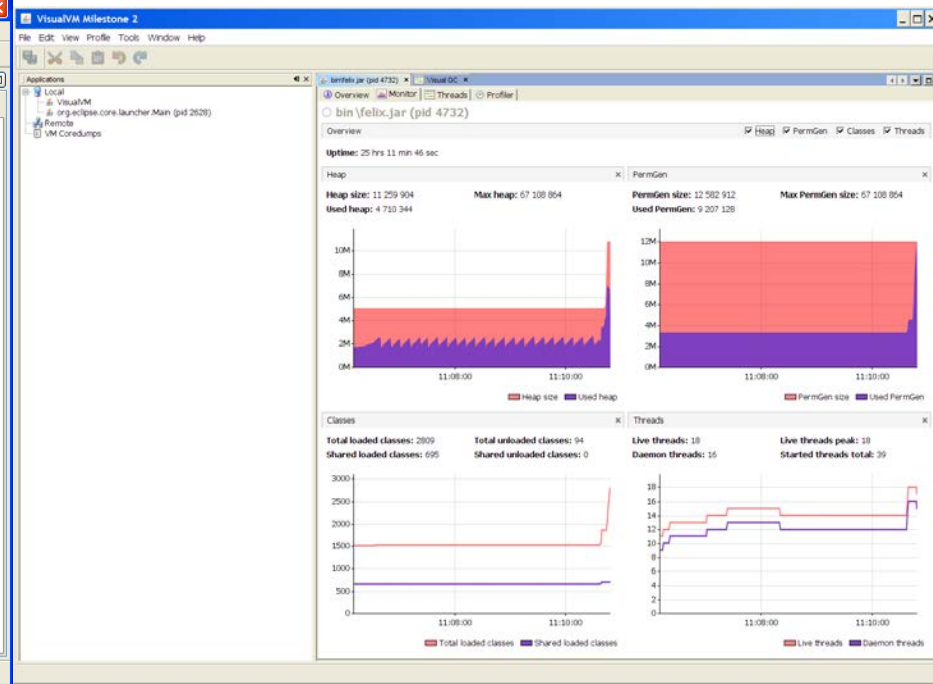 VisualVM Milestone 2
File Edit View Profile Tools Window Help
Applications
Local
VisualVM
org.eclipse.core.launcher.Main (pid 2628)
Remote
VM Coredumps
bin\felix.jar (pid 4732) Visual GC
Overview Monitor Threads Profiler
bin\felix.jar (pid 4732)
Overview Heap PermGen Classes Threads
Uptime: 25 hrs 11 min 46 sec
Heap
Heap size: 11 259 904 Max heap: 67 108 864
Used heap: 4 710 344
10M
8M
6M
4M
2M
0M
11:08:00 11:10:00
Heap size Used heap
PermGen
PermGen size: 12 582 912 Max PermGen size: 67 108 864
Used PermGen: 9 207 128
12M
10M
8M
6M
4M
2M
0M
11:08:00 11:10:00
PermGen size Used PermGen
Classes
Total loaded classes: 2809 Total unloaded classes: 94
Shared loaded classes: 695 Shared unloaded classes: 0
3000
2500
2000
1500
1000
500
0
11:08:00 11:10:00
Total loaded classes Shared loaded classes
Threads
Live threads: 18 Live threads peak: 18
Daemon threads: 16 Started threads total: 39
18
16
14
12
10
8
6
4
2
0
11:08:00 11:10:00
Live threads Daemon threads